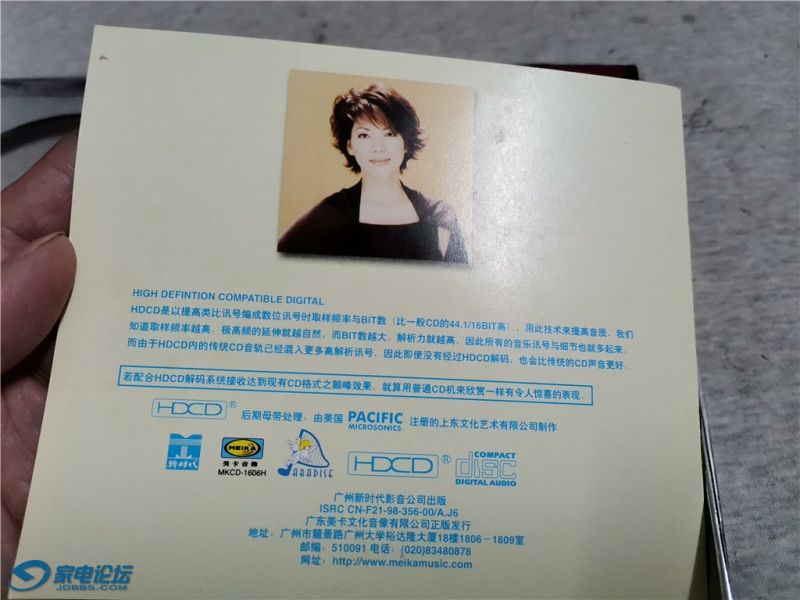 HIGH DEFINTION COMPATIBLE DIGITAL
HDCD是以提高类比讯号编成数位讯号时取样频率与BIT数（比一般CD的44.1/16BIT高），用此技术来提高音质，我们
知道取样频率越高，极高频的延伸就越自然，而BIT数越大，解析力就越高，因此所有的音乐讯号与细节也就多起来，
而由于HDCD内的传统CD音轨已经混入更多高解析讯号，因此即使没有经过HDCD解码，也会比传统的CD声音更好．
若配合HDCD解码系统接收达到现有CD格式之巅峰效果，就算用普通CD机来欣赏一样有令人惊喜的表现．
HDCD® 后期母带处理：由美国 PACIFIC MICROSONICS 注册的上东文化艺术有限公司制作
新时代
MEIKA
美卡音像
MKCD-1606H
PARADISE
HDCD®
COMPACT
disc
DIGITAL AUDIO
广州新时代影音公司出版
ISRC CN-F21-98-356-00/A.J6
广东美卡文化音像有限公司正版发行
地址：广州市麓景路广州大学裕达隆大厦18楼1806－1809室
邮编：510091 电话：(020)83480878
网址：http://www.meikamusic.com
家电论坛
JDBBS.COM